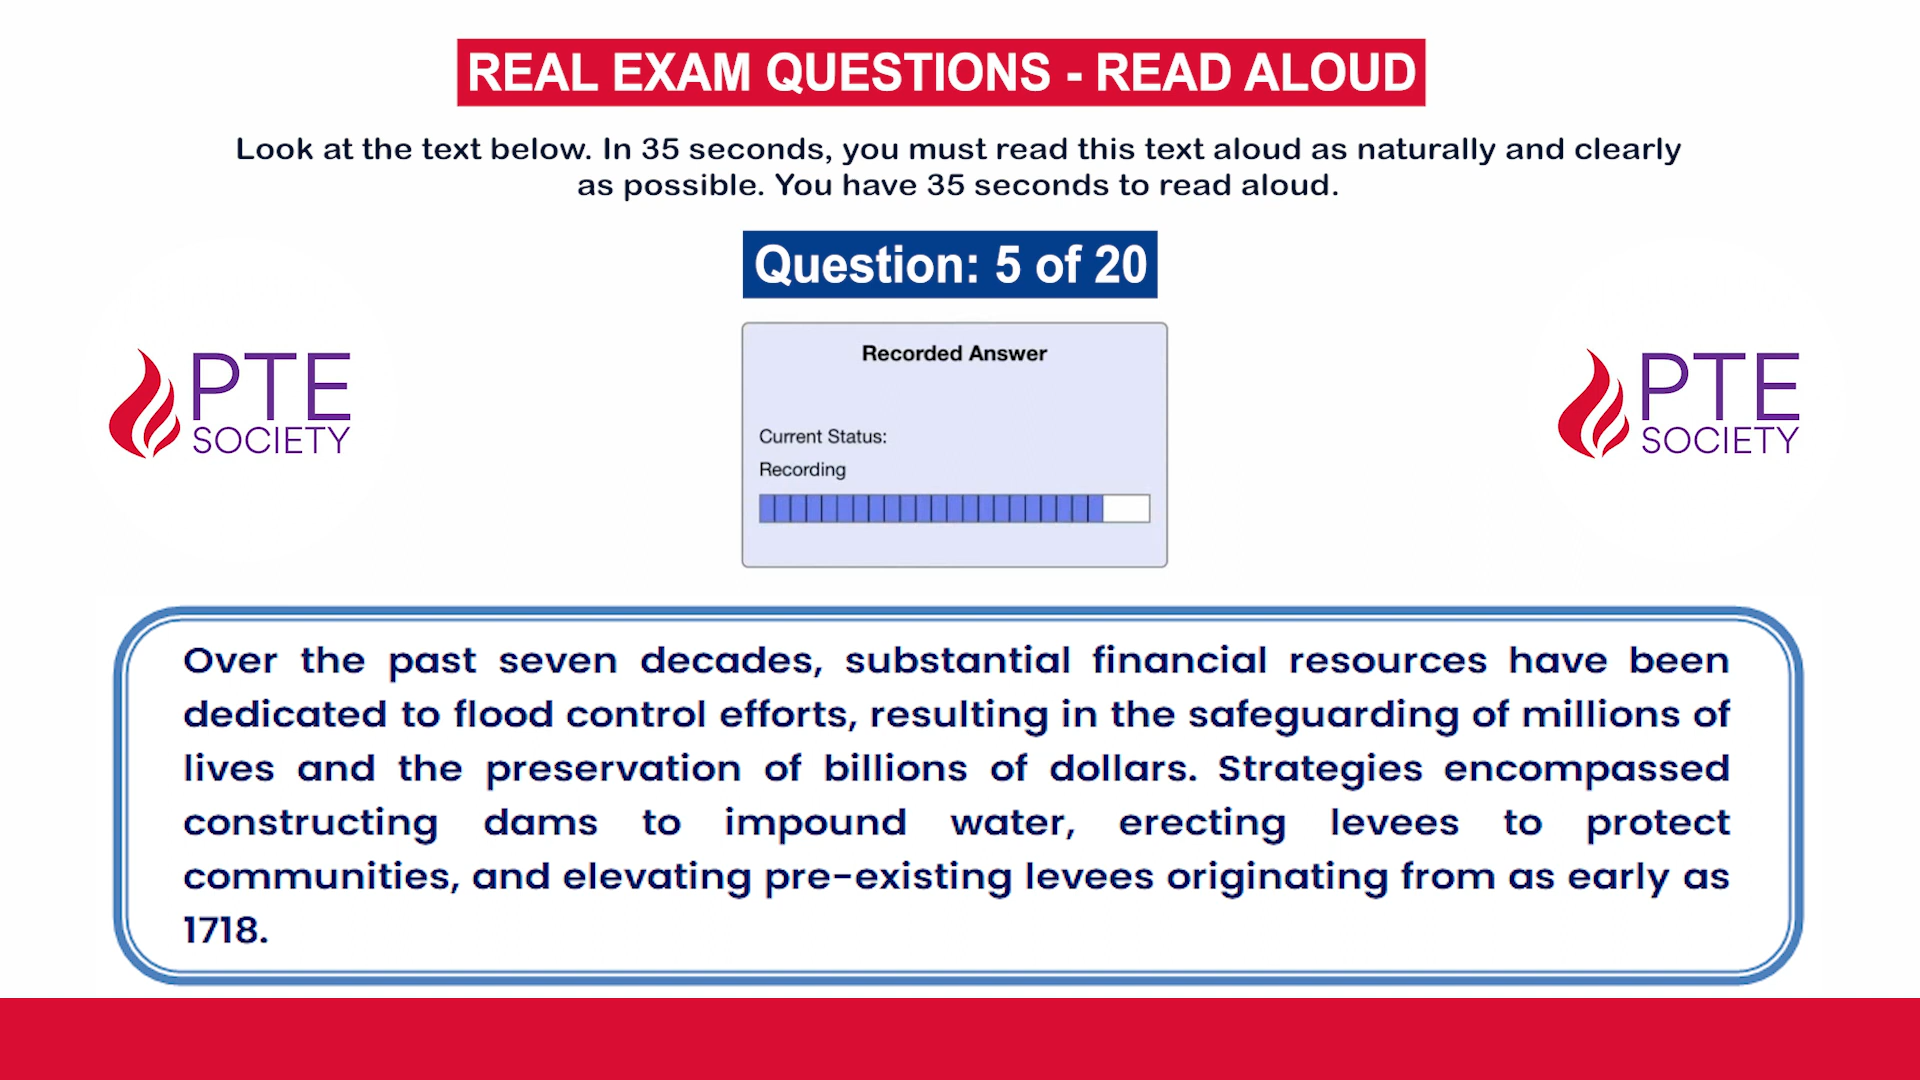 REAL EXAM QUESTIONS - READ ALOUD
Look at the text below. In 35 seconds, you must read this text aloud as naturally and clearly
as possible. You have 35 seconds to read aloud.
Question: 5 of 20
Recorded Answer
PTE
SOCIETY
Current Status:
Recording
PTE
SOCIETY
Over the past seven decades, substantial financial resources have been
dedicated to flood control efforts, resulting in the safeguarding of millions of
lives and the preservation of billions of dollars. Strategies encompassed
constructing dams to impound water, erecting levees to protect
communities, and elevating pre-existing levees originating from as early as
1718.